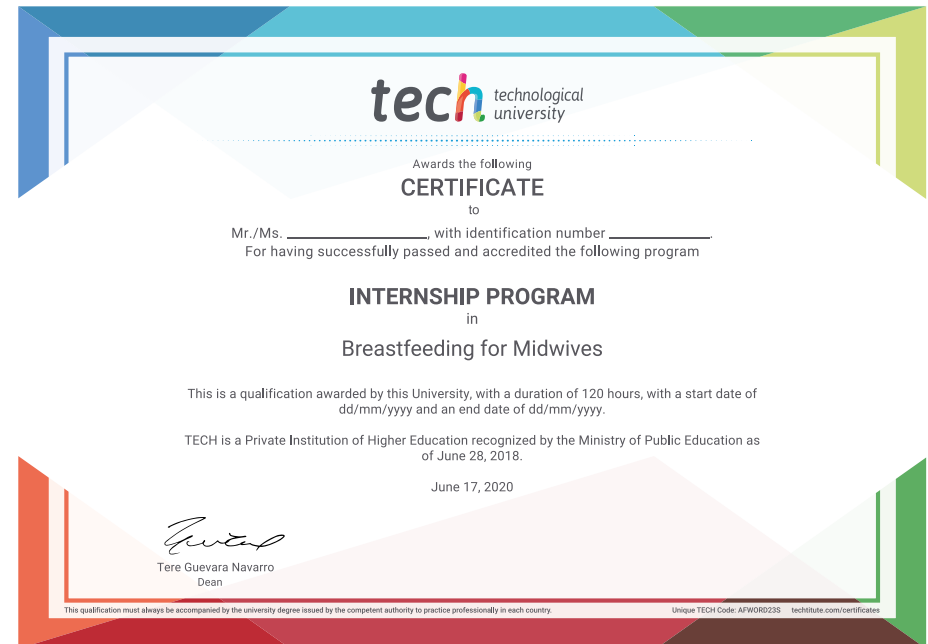 tech technological
university
Awards the following
CERTIFICATE
to
Mr./Ms. ____________, with identification number ____________.
For having successfully passed and accredited the following program
INTERNSHIP PROGRAM
in
Breastfeeding for Midwives
This is a qualification awarded by this University, with a duration of 120 hours, with a start date of
dd/mm/yyyy and an end date of dd/mm/yyyy.
TECH is a Private Institution of Higher Education recognized by the Ministry of Public Education as
of June 28, 2018.
June 17, 2020
Tere Guevara Navarro
Dean
This qualification must always be accompanied by the university degree issued by the competent authority to practice professionally in each country.
Unique TECH Code: AFWORD23S techtitute.com/certificates